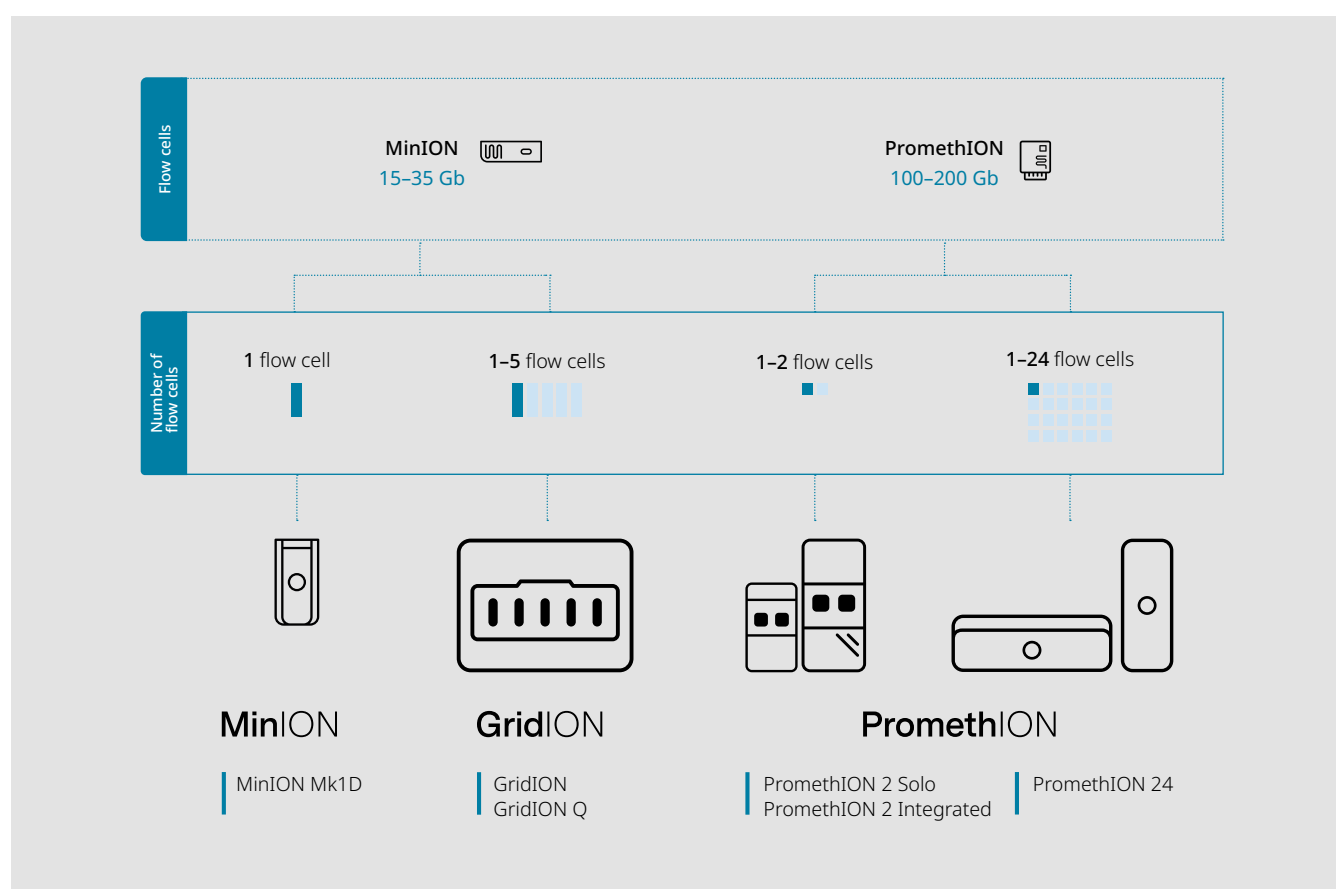 Flow cells
MinION
15–35 Gb
PromethION
100–200 Gb
Number of
flow cells
1 flow cell
1–5 flow cells
1–2 flow cells
1–24 flow cells
MinION
GridION
PromethION
MinION Mk1D
GridION
GridION Q
PromethION 2 Solo
PromethION 2 Integrated
PromethION 24